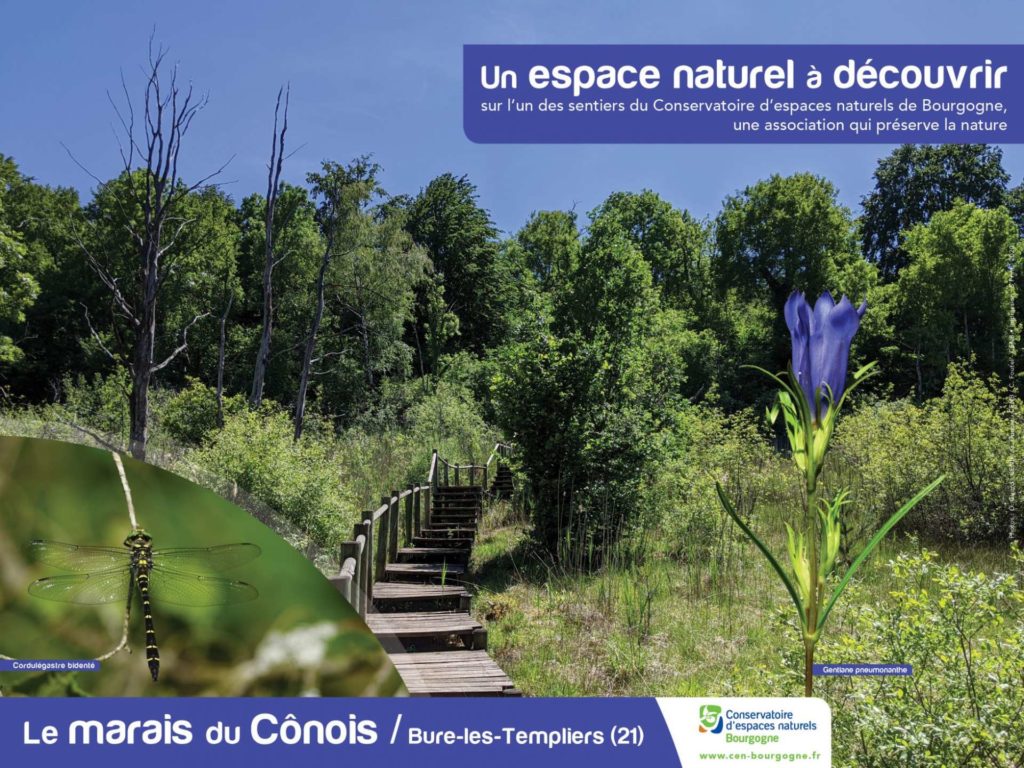 Un espace naturel à découvrir
sur l'un des sentiers du Conservatoire d'espaces naturels de Bourgogne,
une association qui préserve la nature
Cordulégastre bidenté
Gentiane pneumonanthe
Le marais du Cônois / Bure-les-Templiers (21)
Conservatoire
d'espaces naturels
Bourgogne
www.cen-bourgogne.fr